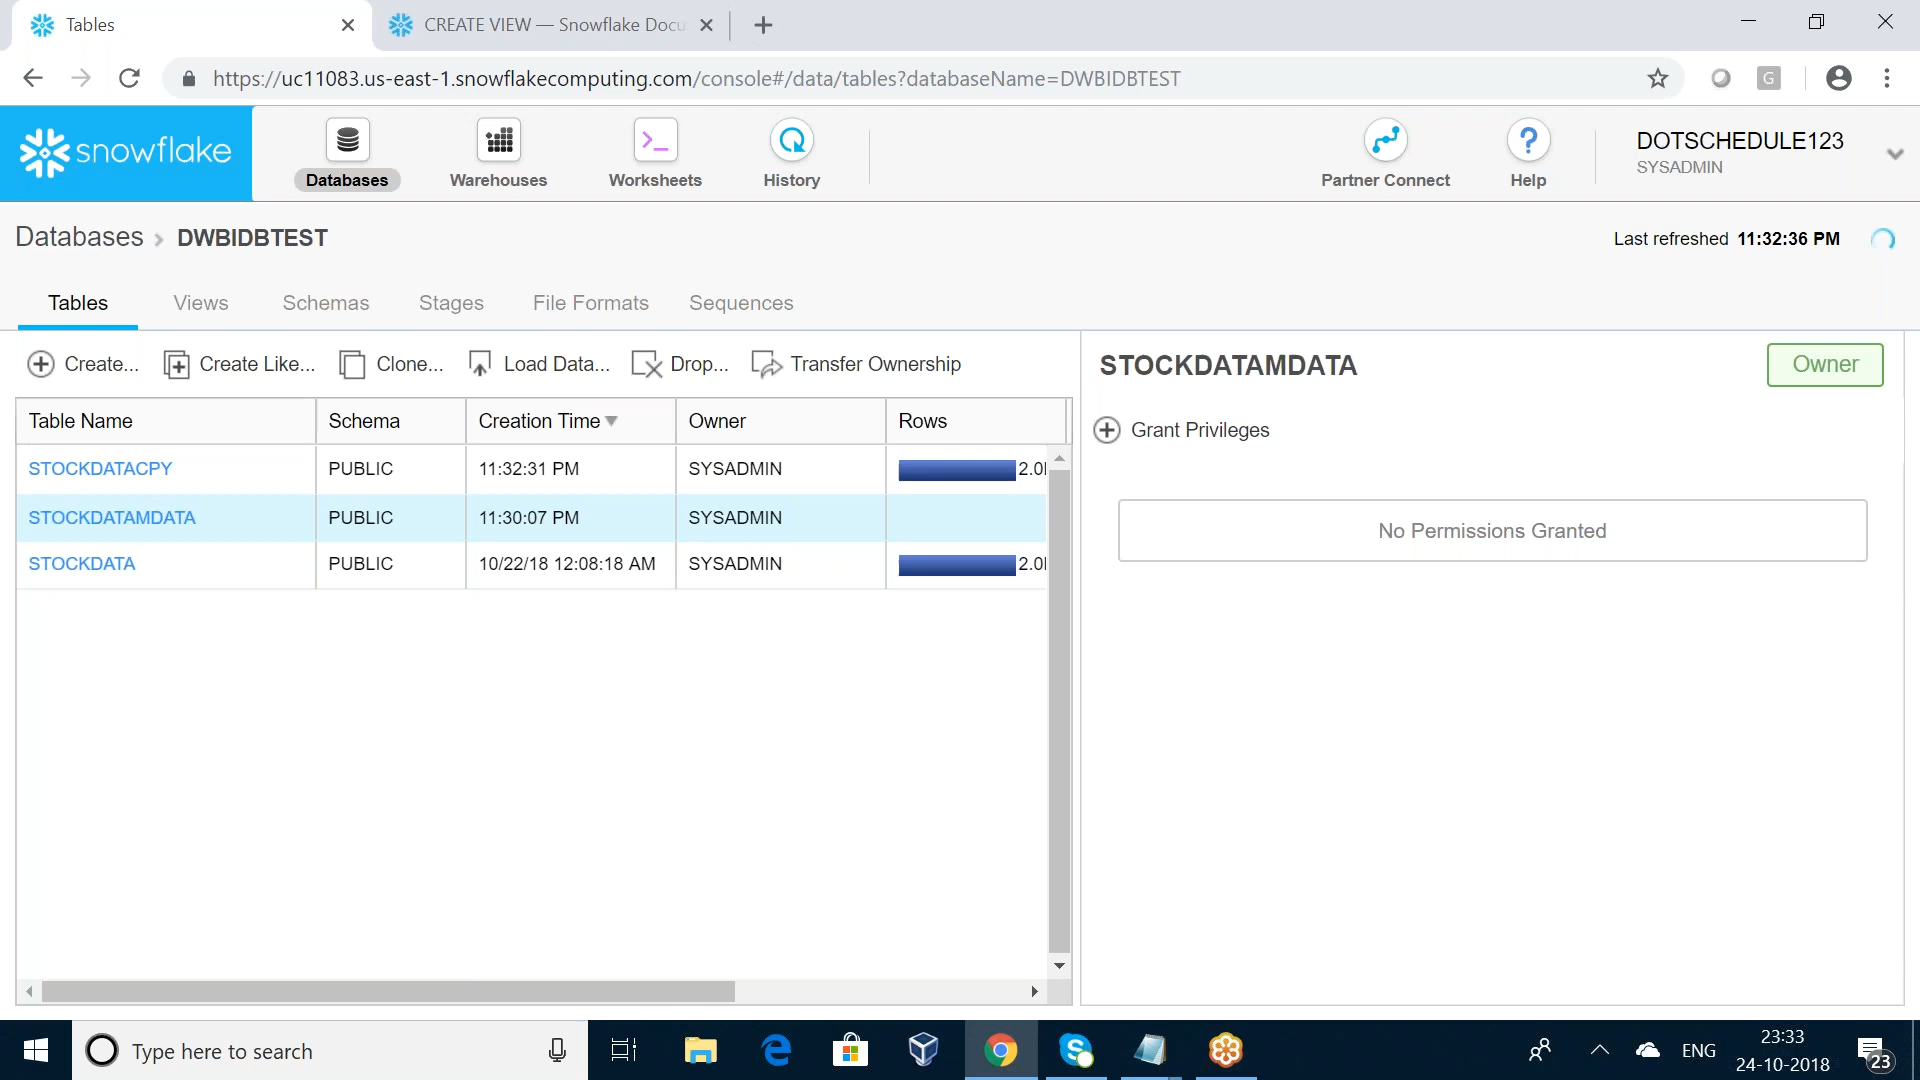 Tables
CREATE VIEW — Snowflake Docu
https://uc11083.us-east-1.snowflakecomputing.com/console#/data/tables?databaseName=DWBIDBTEST
G
snowflake
Databases
Warehouses
Worksheets
History
Partner Connect
Help
DOTSCHEDULE123
SYSADMIN
Databases > DWBIDBTEST
Last refreshed 11:32:36 PM
Tables Views Schemas Stages File Formats Sequences
Create... Create Like... Clone... Load Data... Drop... Transfer Ownership
Table Name Schema Creation Time Owner Rows
STOCKDATACPY PUBLIC 11:32:31 PM SYSADMIN 2.0
STOCKDATAMDATA PUBLIC 11:30:07 PM SYSADMIN
STOCKDATA PUBLIC 10/22/18 12:08:18 AM SYSADMIN 2.0
STOCKDATAMDATA
Owner
Grant Privileges
No Permissions Granted
Type here to search
ENG
23:33
24-10-2018
23